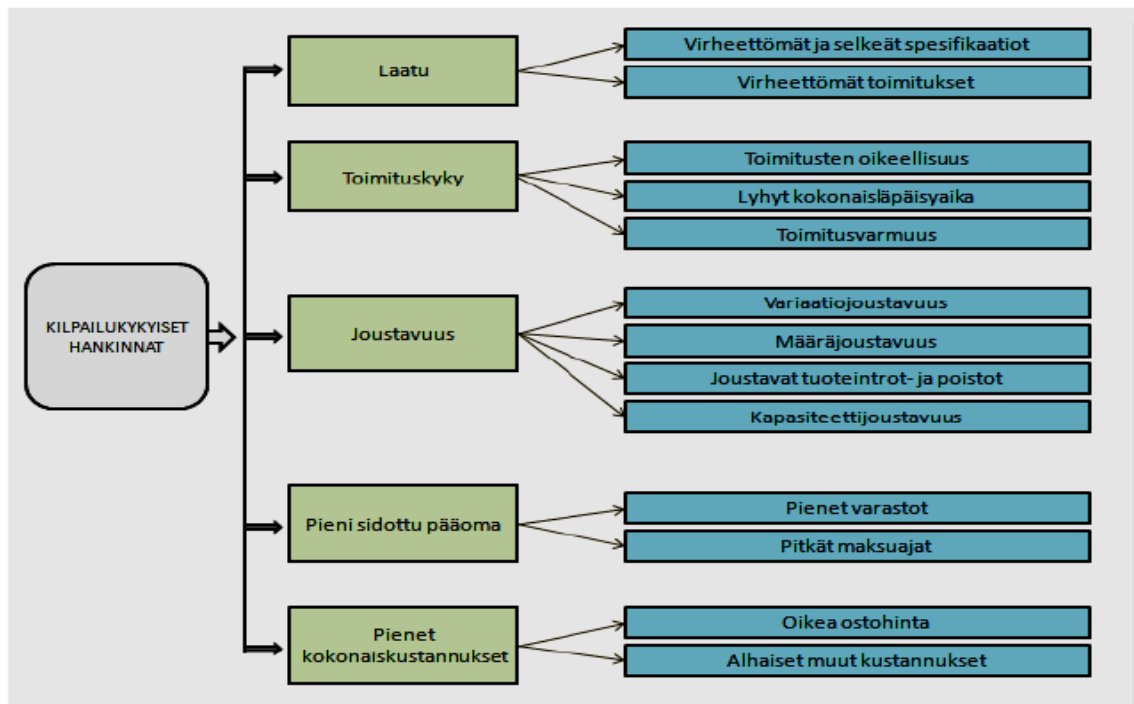 KILPAILUKYKYISET
HANKINNAT
Laatu
Virheettömät ja selkeät spesifikaatiot
Virheettömät toimitukset
Toimituskyky
Toimitusten oikeellisuus
Lyhyt kokonaisläpäisyaika
Toimitusvarmuus
Joustavuus
Variaatiojoustavuus
Määräjoustavuus
Joustavat tuoteintrot- ja poistot
Kapasiteettijoustavuus
Pieni sidottu pääoma
Pienet varastot
Pitkät maksuajat
Pienet
kokonaiskustannukset
Oikea ostohinta
Alhaiset muut kustannukset